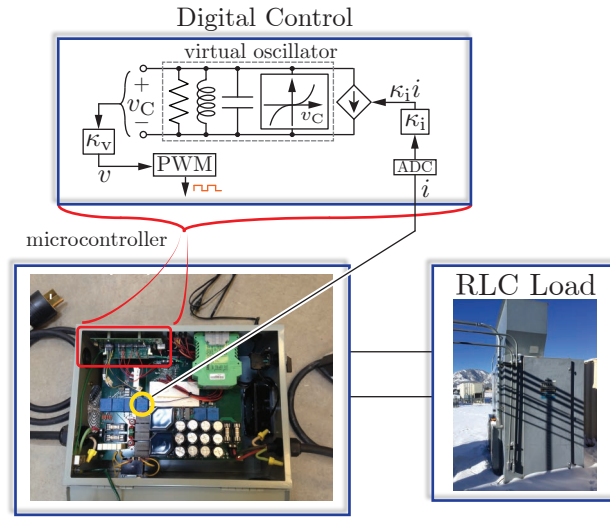 Digital Control
virtual oscillator
+
v_C
−
v_C
κ_i i
κ_i
κ_v
v
PWM
ADC
i
microcontroller
RLC Load